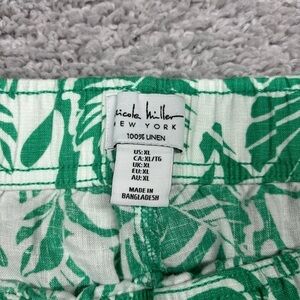 nicole miller
NEW YORK
100% LINEN
US: XL
CA: XL/TG
UK: XL
EU: XL
AU: XL
MADE IN
BANGLADESH